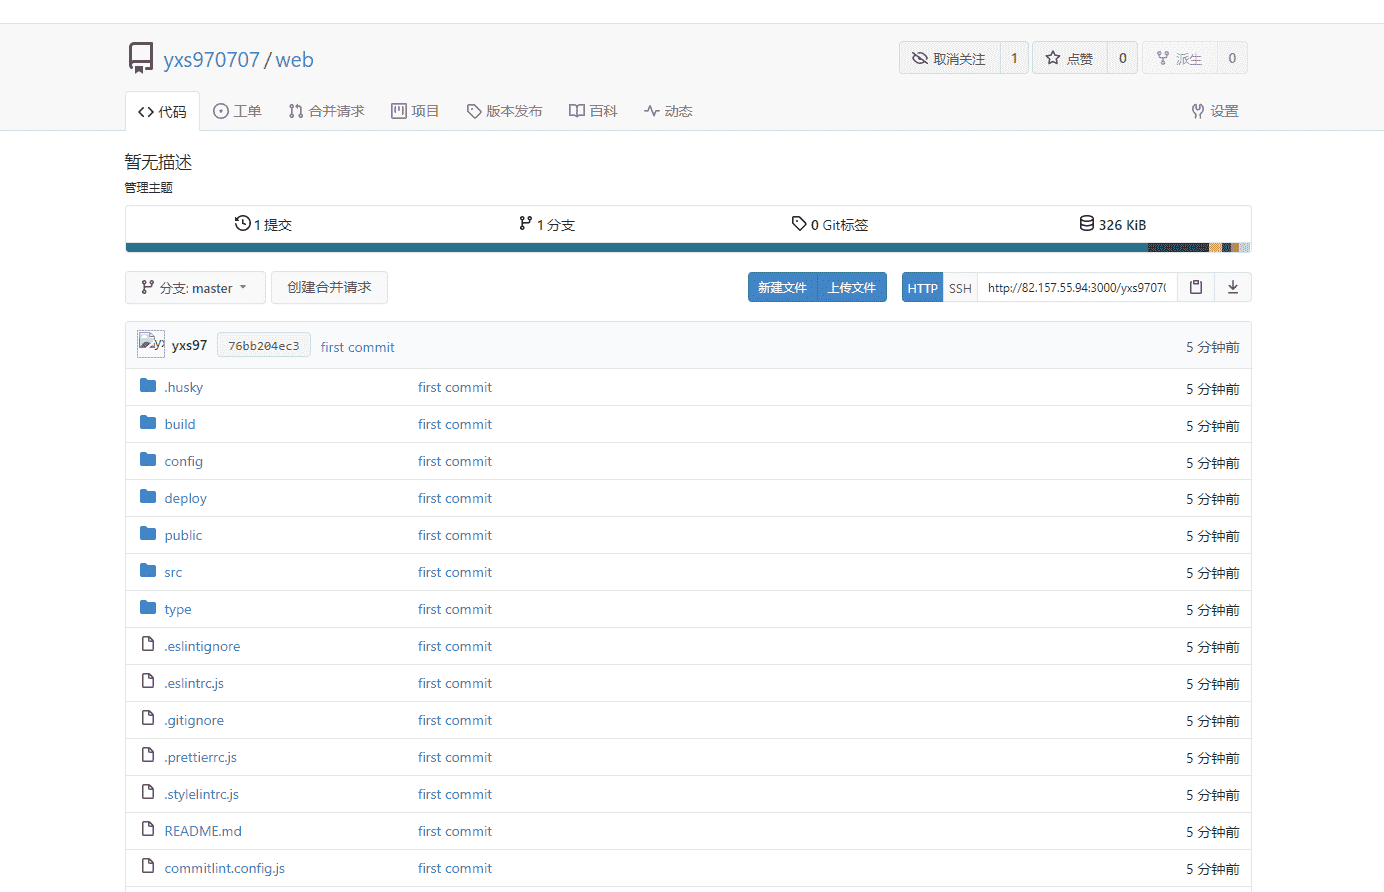 yxs970707 / web
取消关注 1 点赞 0 派生 0
代码 工单 合并请求 项目 版本发布 百科 动态 设置
暂无描述
管理主题
1 提交 1 分支 0 Git标签 326 KiB
分支: master 创建合并请求 新建文件 上传文件 HTTP SSH http://82.157.55.94:3000/yxs9707
yxs97 76bb204ec3 first commit 5 分钟前
.husky first commit 5 分钟前
build first commit 5 分钟前
config first commit 5 分钟前
deploy first commit 5 分钟前
public first commit 5 分钟前
src first commit 5 分钟前
type first commit 5 分钟前
.eslintignore first commit 5 分钟前
.eslintrc.js first commit 5 分钟前
.gitignore first commit 5 分钟前
.prettierrc.js first commit 5 分钟前
.stylelintrc.js first commit 5 分钟前
README.md first commit 5 分钟前
commitlint.config.js first commit 5 分钟前